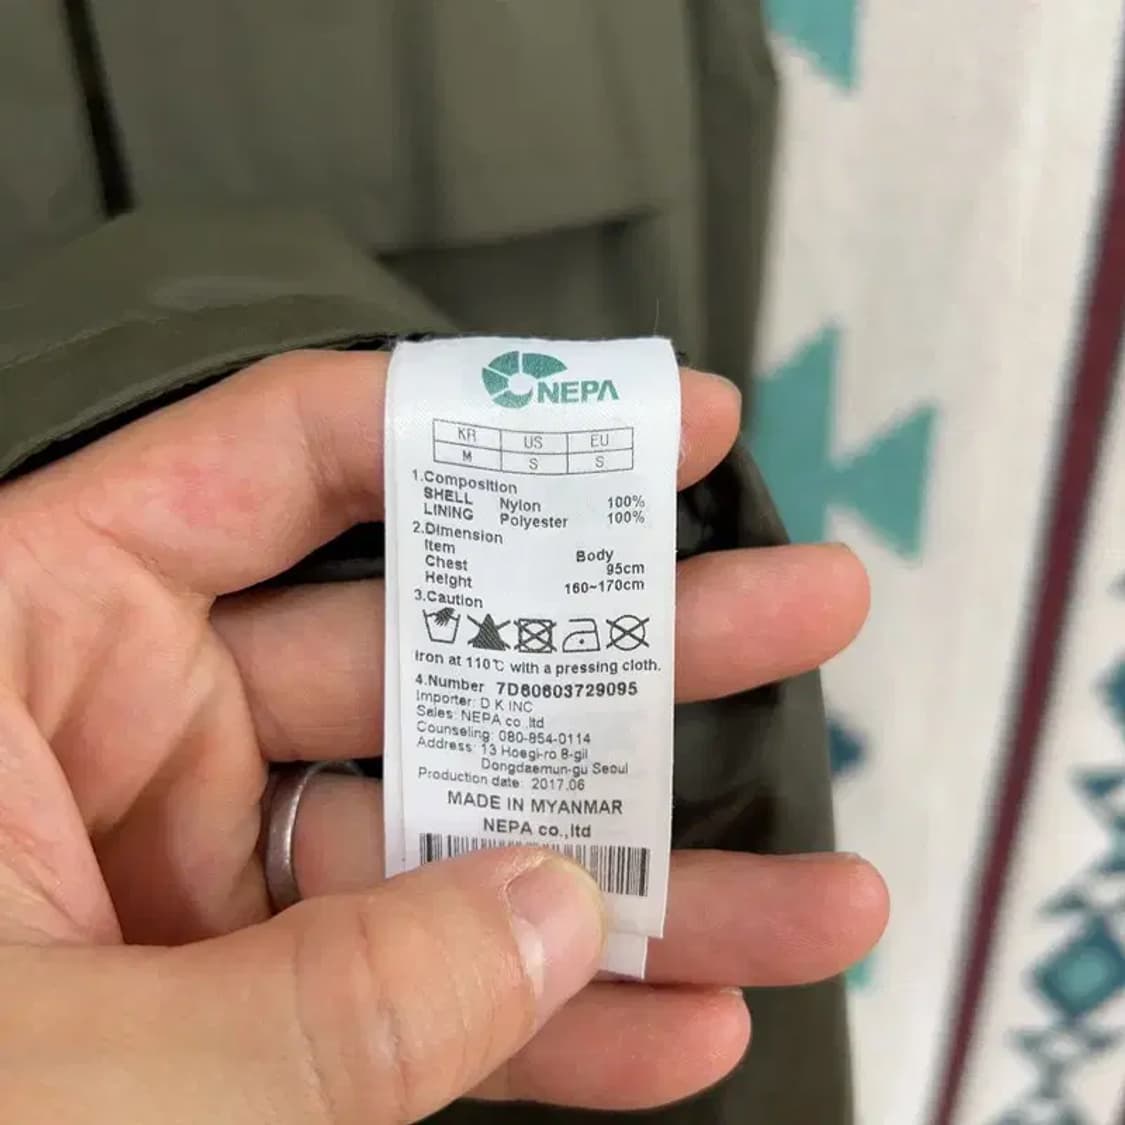 NEPA
KR US EU
M S S
1.Composition
SHELL Nylon 100%
LINING Polyester 100%
2.Dimension
Item Body
Chest 95cm
Height 160~170cm
3.Caution
Iron at 110℃ with a pressing cloth.
4.Number 7D60603729095
Importer: D K INC
Sales: NEPA co.,ltd
Counseling: 080-854-0114
Address: 13 Hoegi-ro 8-gil
Dongdaemun-gu Seoul
Production date: 2017.06
MADE IN MYANMAR
NEPA co.,ltd